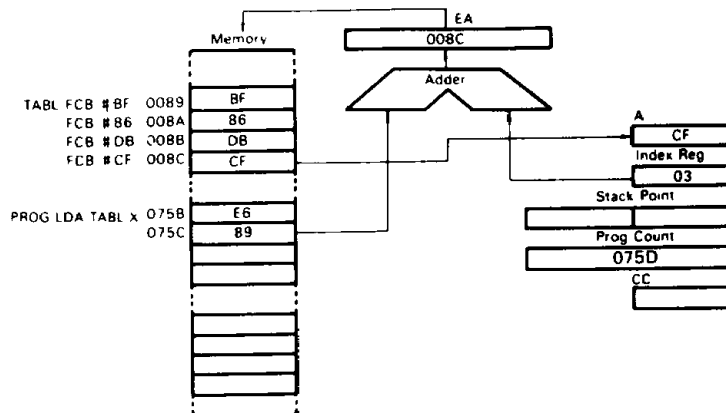 EA
008C
Memory
Adder
TABL FCB #BF 0089 BF
FCB #86 008A 86
FCB #DB 008B DB
FCB #CF 008C CF
A
CF
Index Reg
03
Stack Point
PROG LDA TABL X 075B E6
075C 89
Prog Count
075D
CC